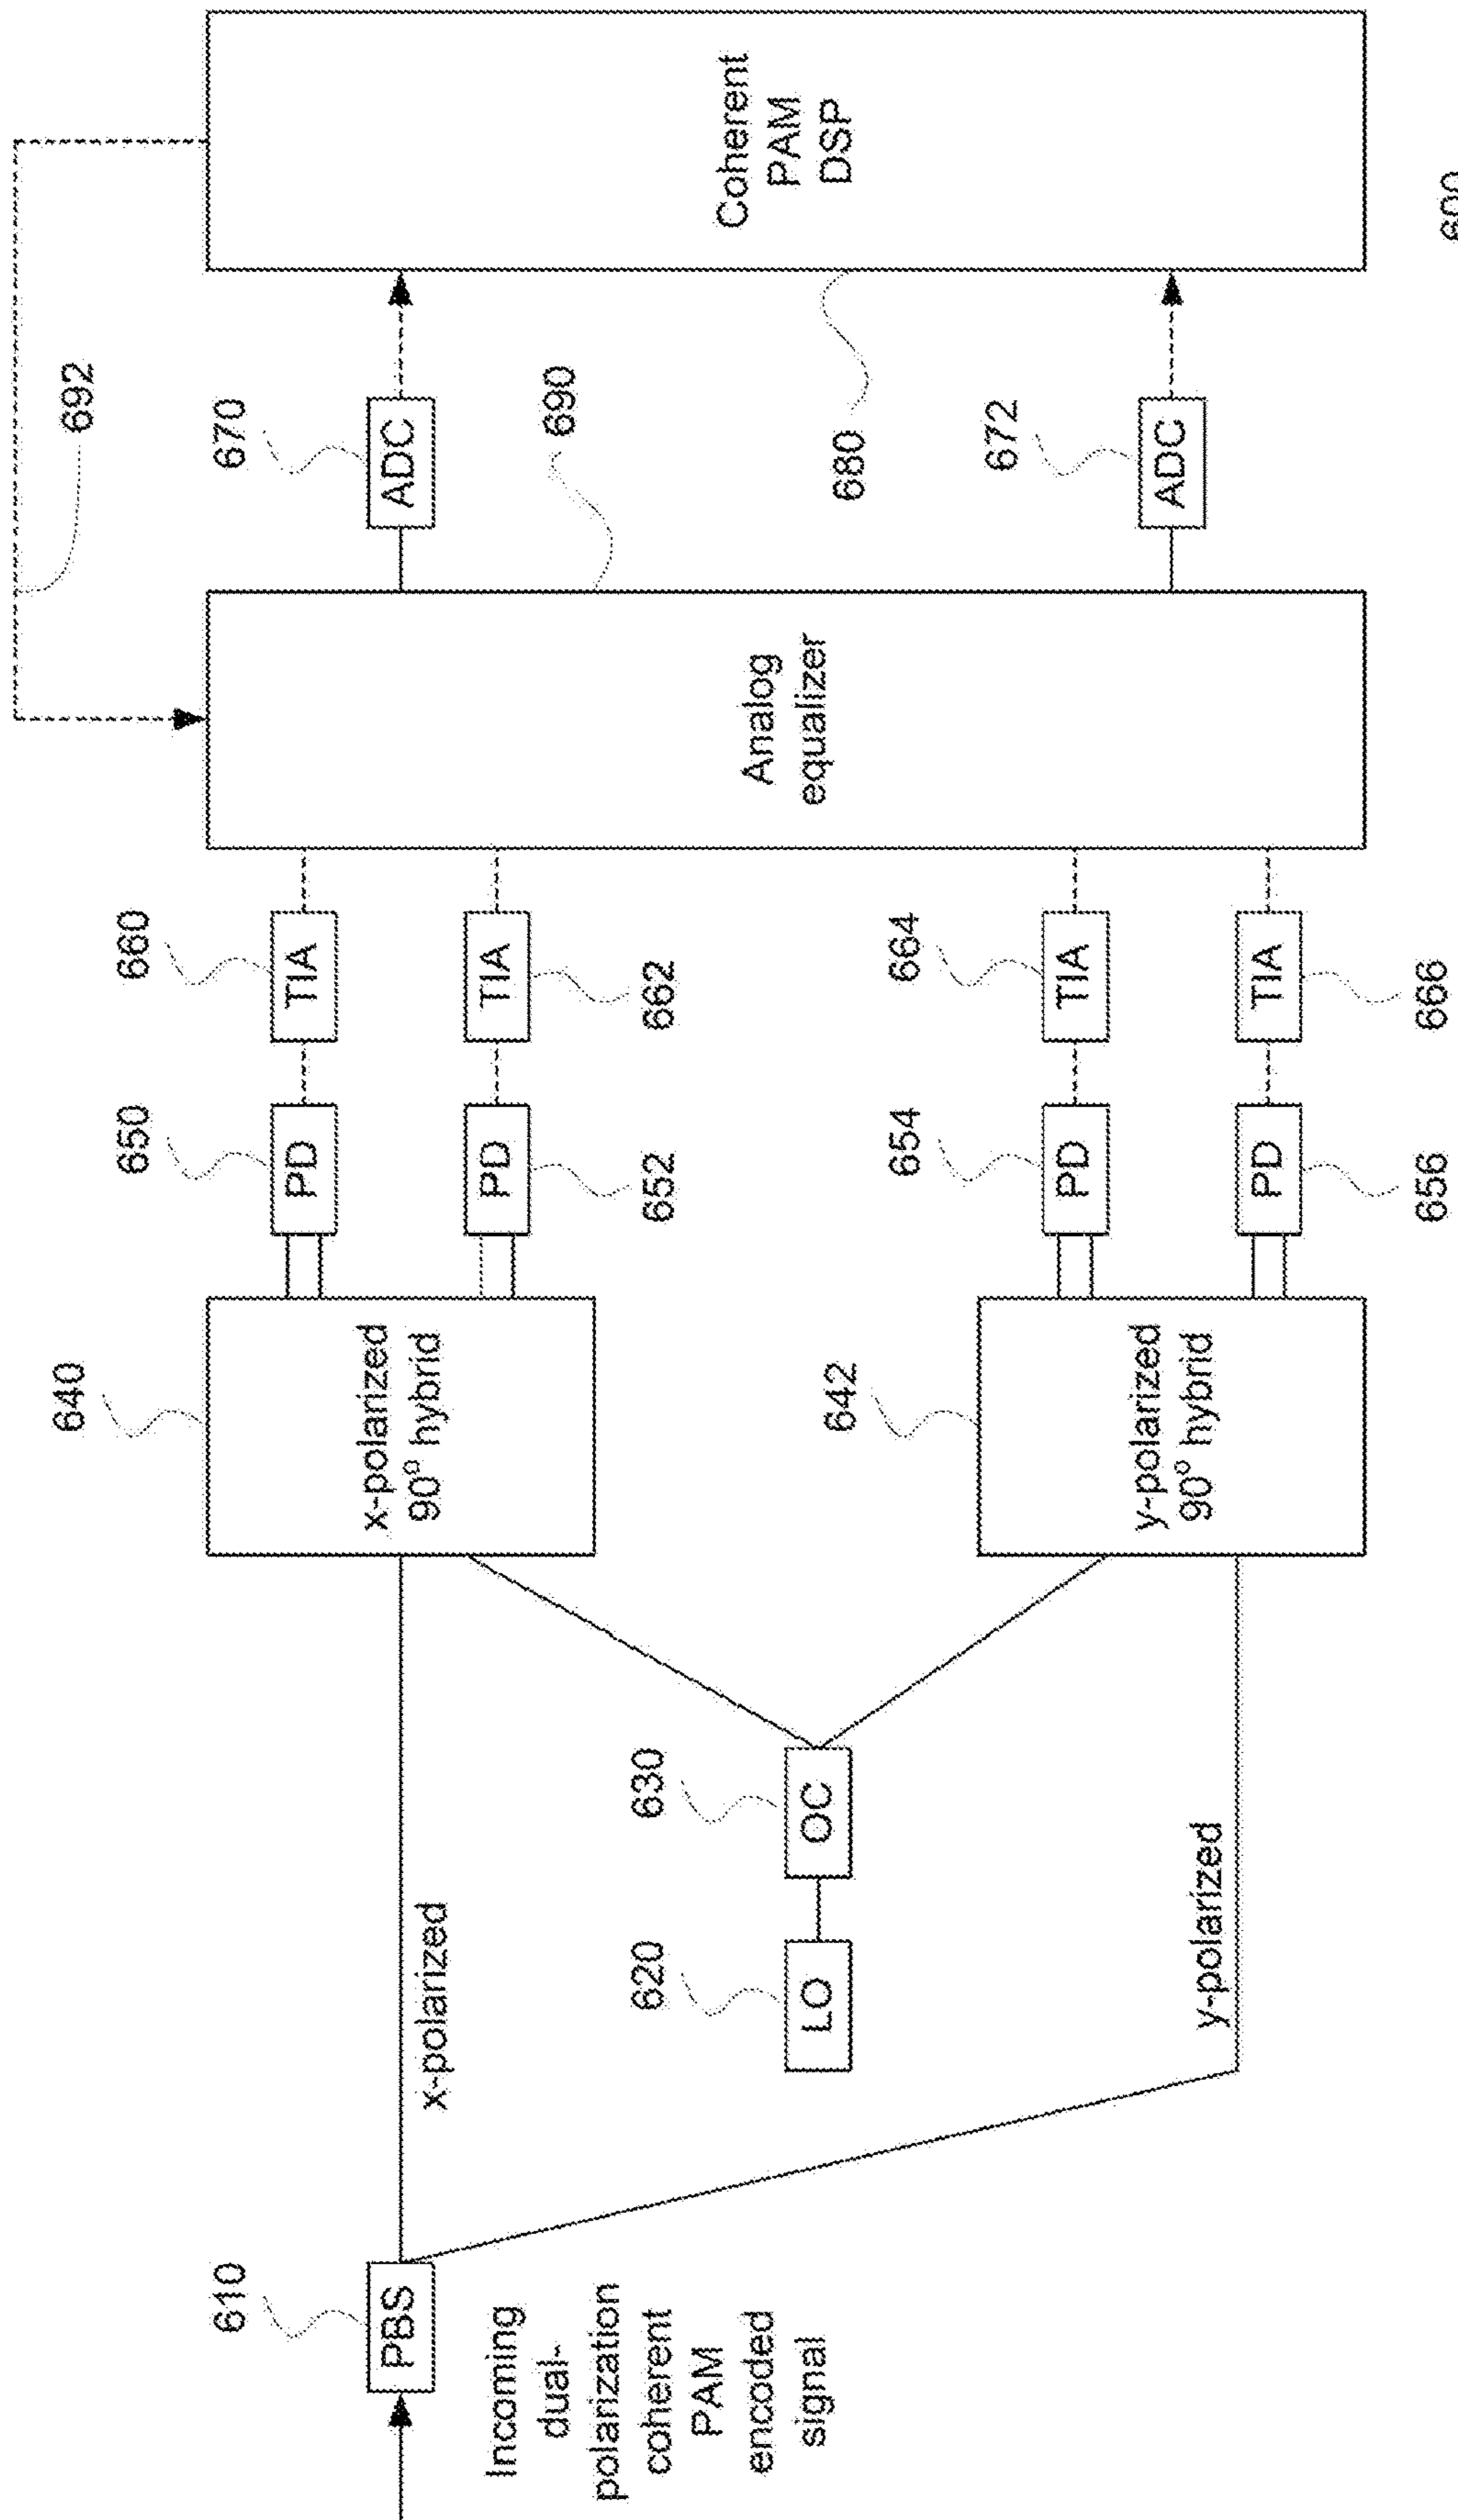 Incoming
dual-
polarization
coherent
PAM
encoded
signal
610
PBS
x-polarized
y-polarized
620
LO
630
OC
640
x-polarized
90° hybrid
642
y-polarized
90° hybrid
650
PD
652
PD
654
PD
656
PD
660
TIA
662
TIA
664
TIA
666
TIA
Analog
equalizer
690
692
670
ADC
672
ADC
680
Coherent
PAM
DSP